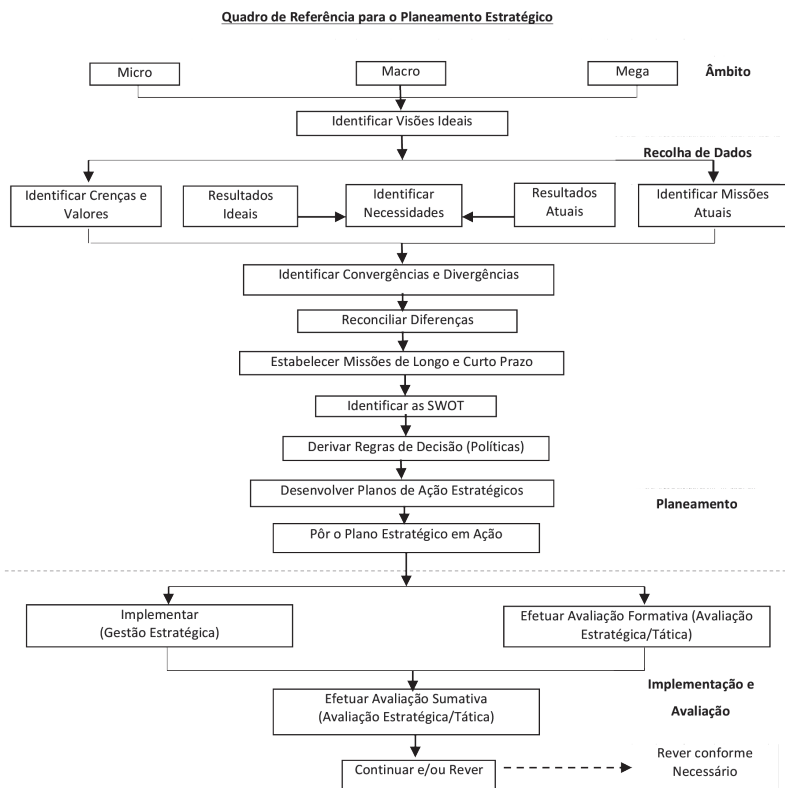 Quadro de Referência para o Planeamento Estratégico
Micro
Macro
Mega
Âmbito
Identificar Visões Ideais
Recolha de Dados
Identificar Crenças e
Valores
Resultados
Ideais
Identificar
Necessidades
Resultados
Atuais
Identificar Missões
Atuais
Identificar Convergências e Divergências
Reconciliar Diferenças
Estabelecer Missões de Longo e Curto Prazo
Identificar as SWOT
Derivar Regras de Decisão (Políticas)
Desenvolver Planos de Ação Estratégicos
Planeamento
Pôr o Plano Estratégico em Ação
Implementar
(Gestão Estratégica)
Efetuar Avaliação Formativa (Avaliação
Estratégica/Tática)
Implementação e
Avaliação
Efetuar Avaliação Sumativa
(Avaliação Estratégica/Tática)
Continuar e/ou Rever
Rever conforme
Necessário